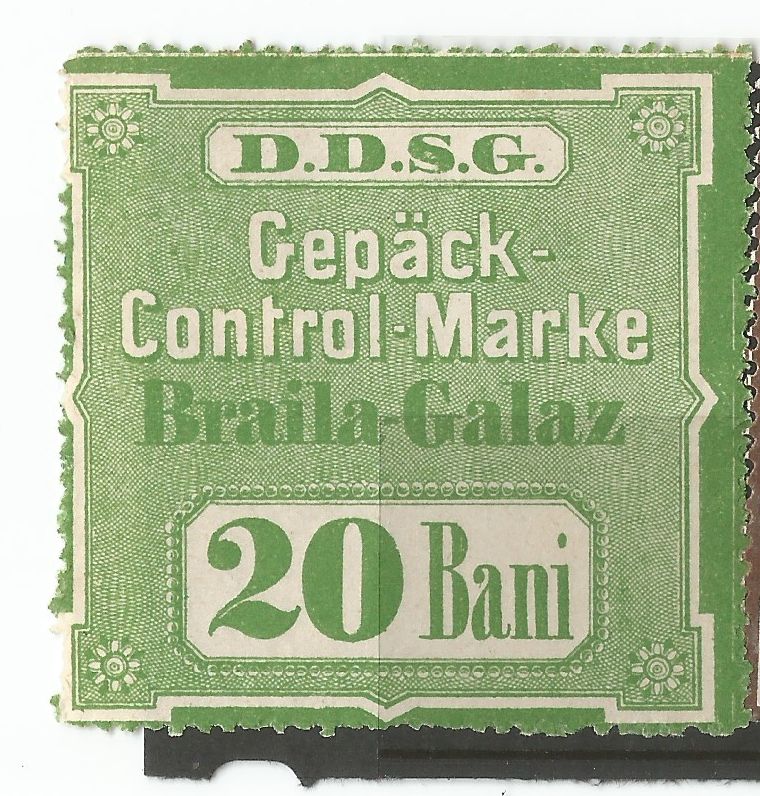 D.D.S.G.
Gepäck-
Control-Marke
Braila-Galaz
20 Bani